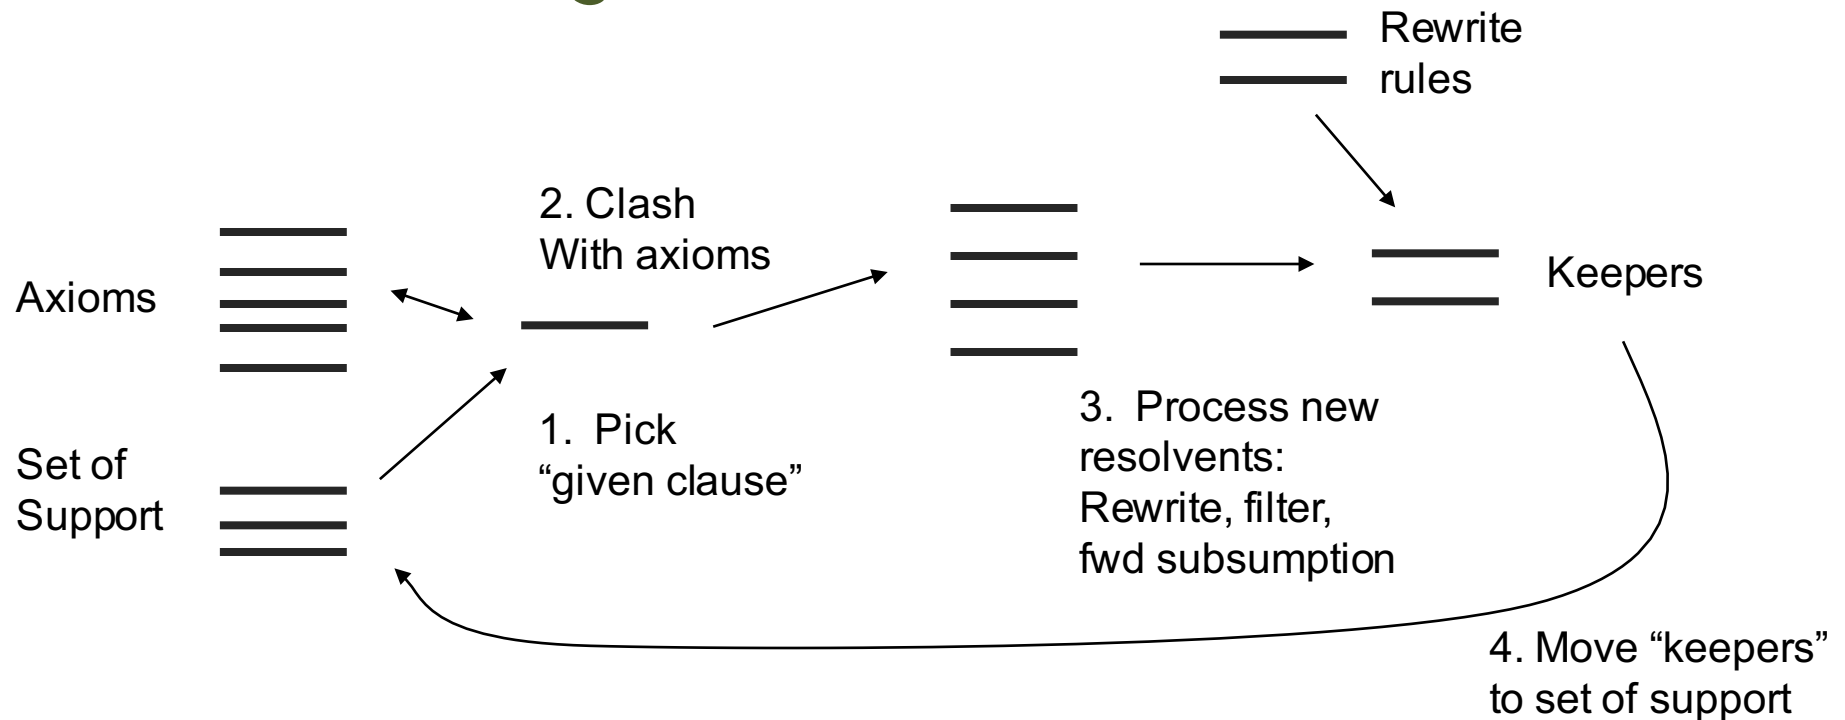 Rewrite
rules
2. Clash
With axioms
Axioms
Keepers
1. Pick
“given clause”
Set of
Support
3. Process new
resolvents:
Rewrite, filter,
fwd subsumption
4. Move “keepers”
to set of support